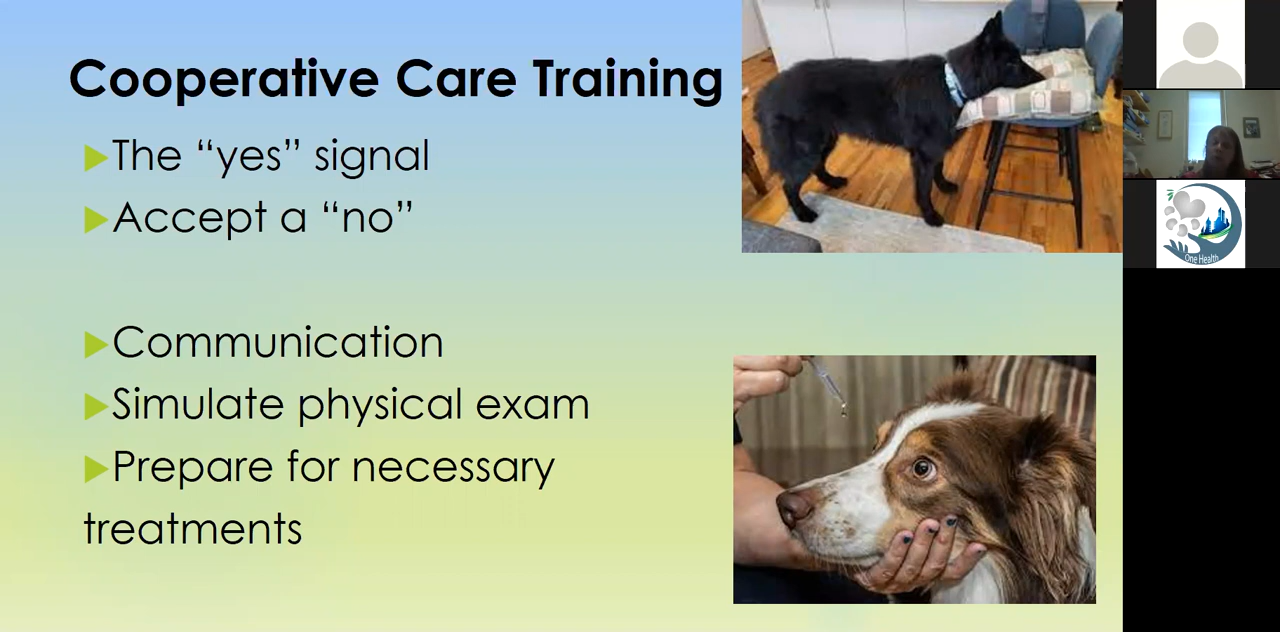 Cooperative Care Training
The “yes” signal
Accept a “no”
Communication
Simulate physical exam
Prepare for necessary
treatments
One Health